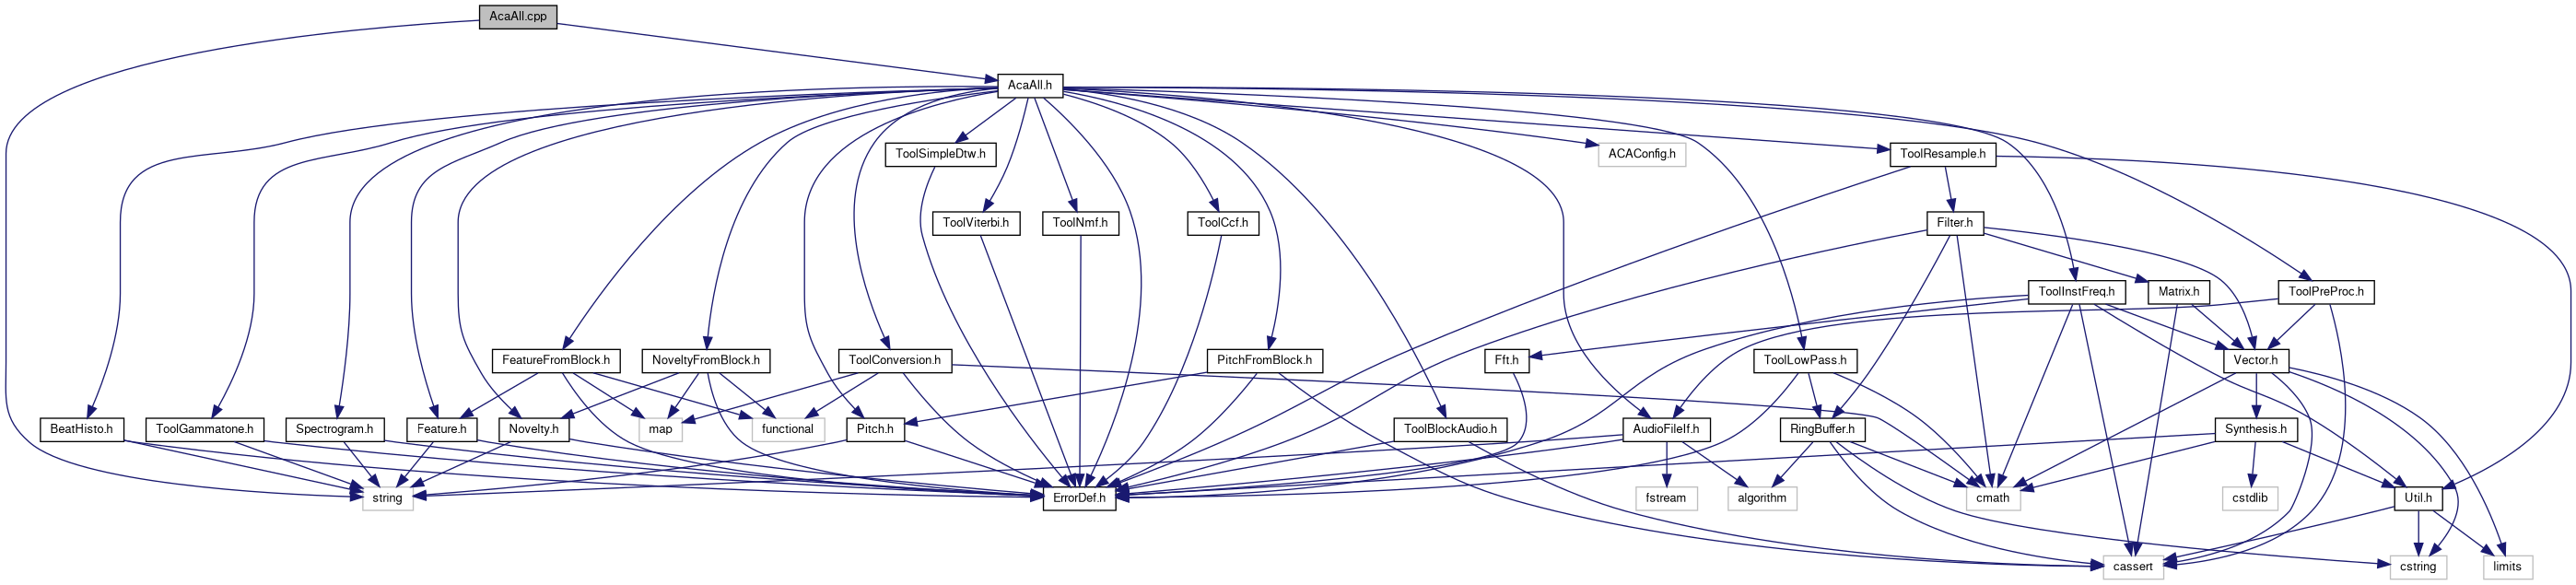 AcaAll.cpp
AcaAll.h
ToolSimpleDtw.h
ACAConfig.h
ToolResample.h
ToolViterbi.h
ToolNmf.h
ToolCcf.h
Filter.h
ToolInstFreq.h
Matrix.h
ToolPreProc.h
FeatureFromBlock.h
NoveltyFromBlock.h
ToolConversion.h
PitchFromBlock.h
Fft.h
ToolLowPass.h
Vector.h
BeatHisto.h
ToolGammatone.h
Spectrogram.h
Feature.h
Novelty.h
map
functional
Pitch.h
ToolBlockAudio.h
AudioFileIf.h
RingBuffer.h
Synthesis.h
string
ErrorDef.h
fstream
algorithm
cmath
cstdlib
Util.h
cassert
cstring
limits